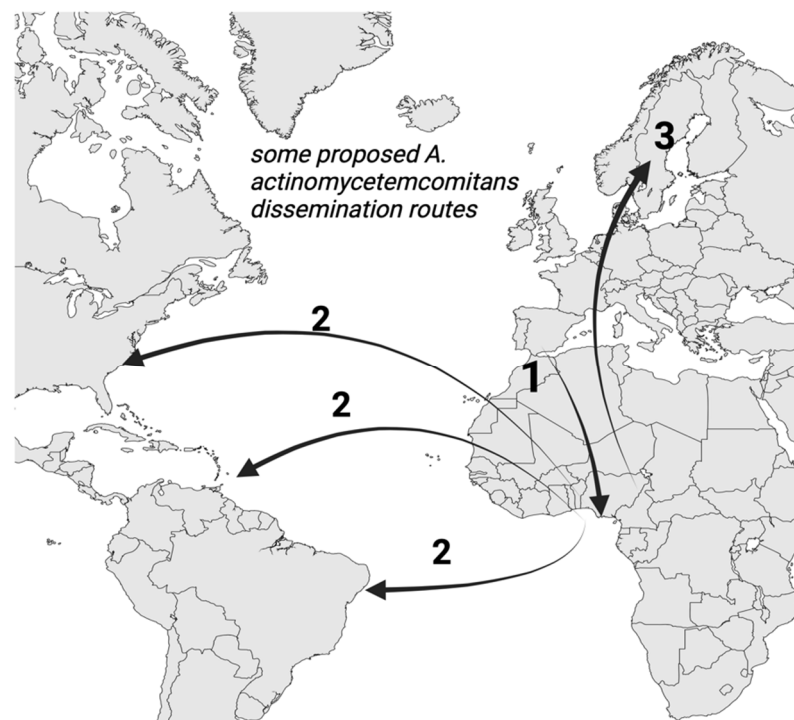 3
some proposed A.
actinomycetemcomitans
dissemination routes
2
1
2
2